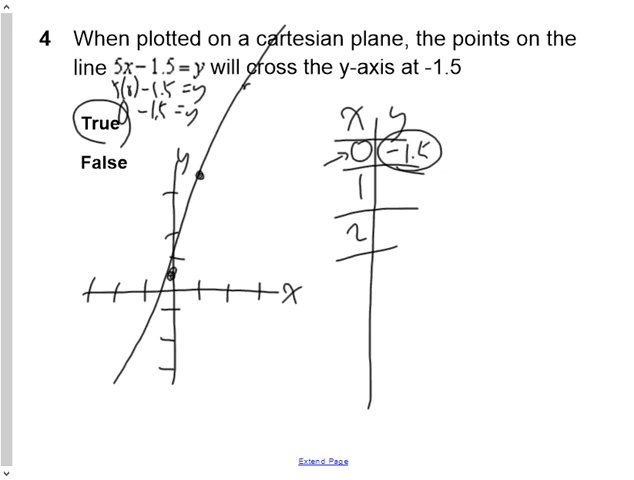 4 When plotted on a cartesian plane, the points on the
line 5x-1.5=y will cross the y-axis at -1.5
5(0)-1.5=y
-1.5=y
True
False
x y
0 -1.5
1
2
y
x
Extend Page